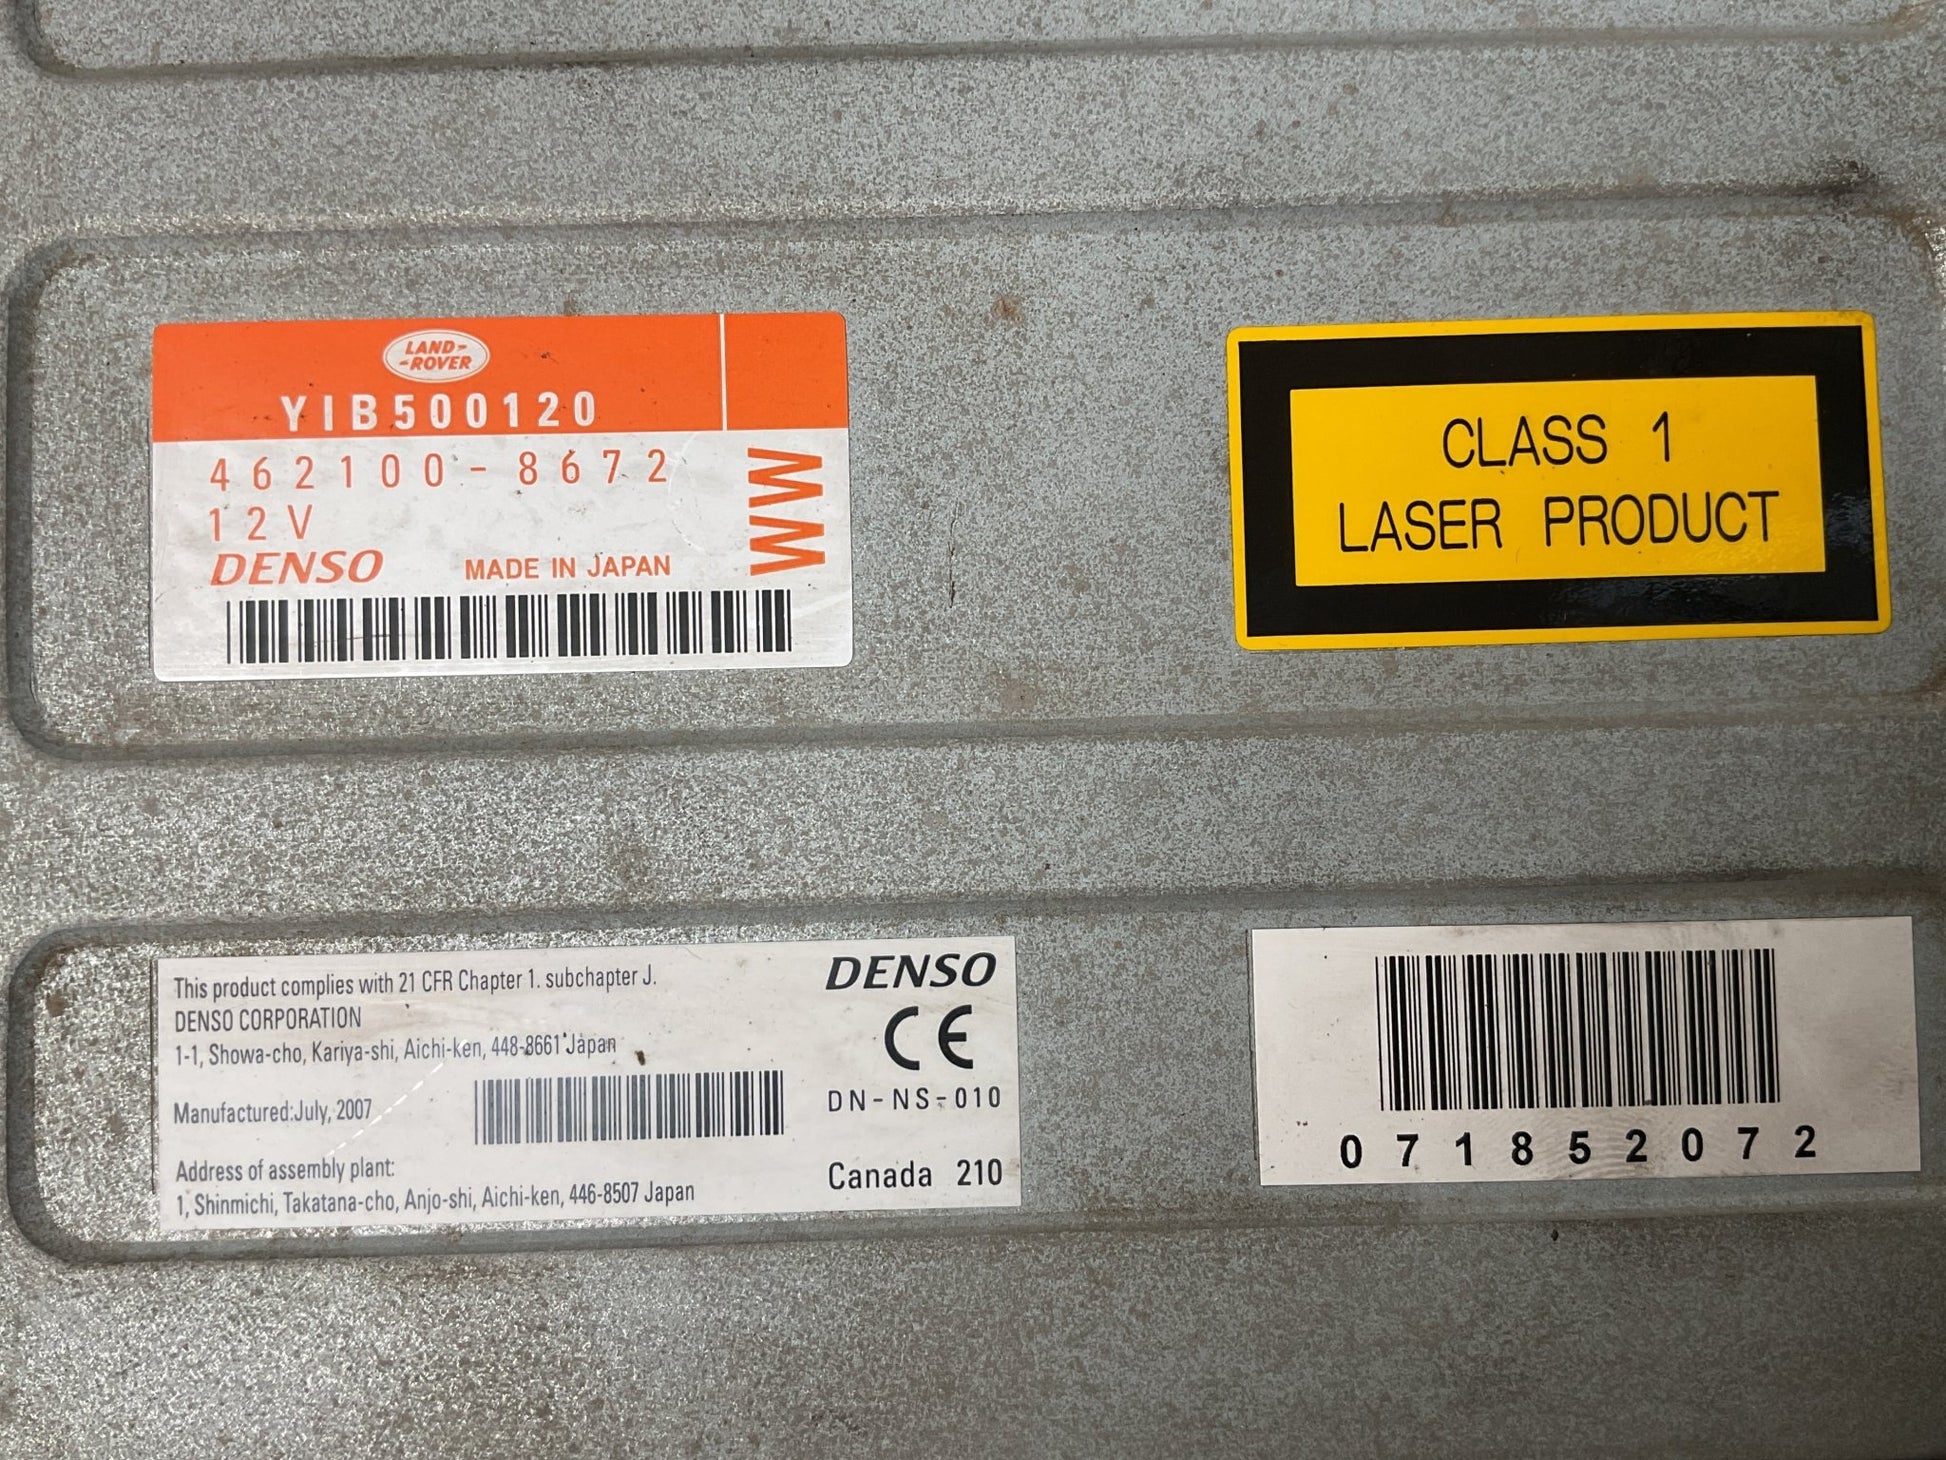 LAND-
-ROVER
YIB500120
462100-8672
12V
DENSO MADE IN JAPAN
CLASS 1
LASER PRODUCT
This product complies with 21 CFR Chapter 1. subchapter J.
DENSO CORPORATION
1-1, Showa-cho, Kariya-shi, Aichi-ken, 448-8661 Japan
Manufactured:July, 2007
Address of assembly plant:
1, Shinmichi, Takatana-cho, Anjo-shi, Aichi-ken, 446-8507 Japan
DENSO
CE
DN-NS-010
Canada 210
071852072